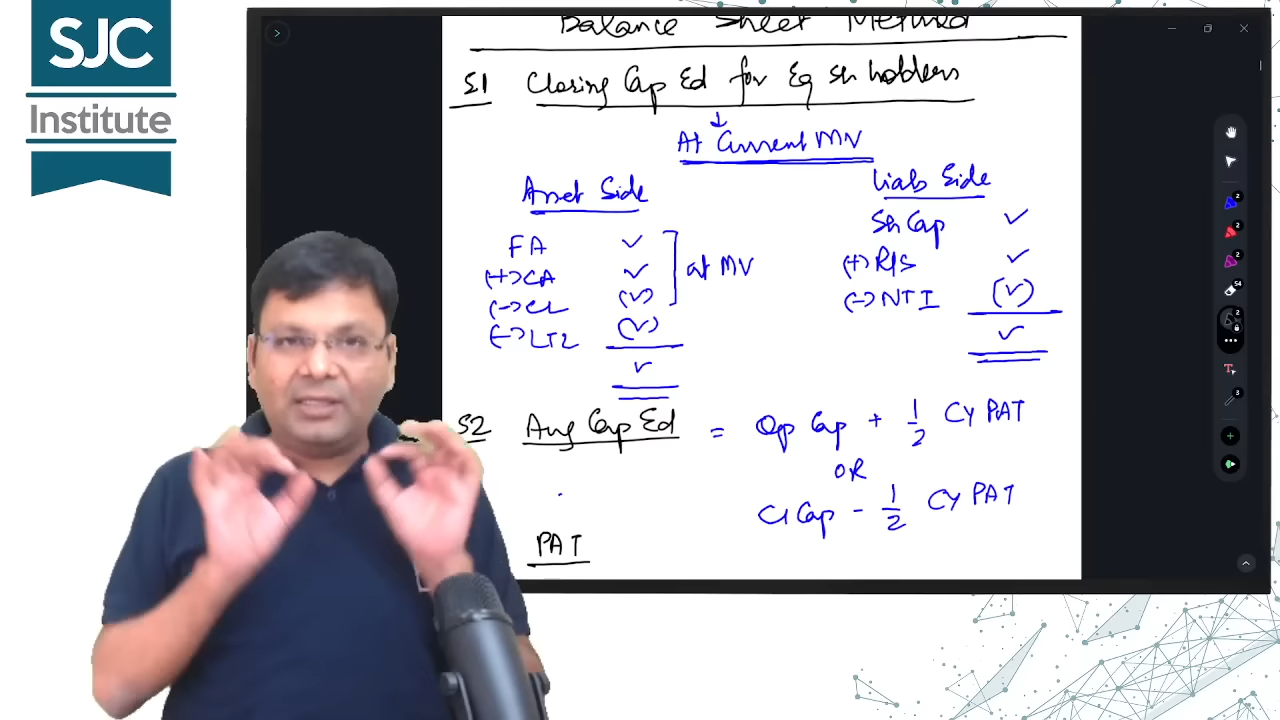 SJC
Institute
Balance Sheet Method
S1 Closing Cap Ed for Eq Sh holders
At Current MV
Asset Side
FA ✓
(+) CA ✓
(-) CL (✓)
(-) LTL (✓)
✓
at MV
Liab Side
Sh Cap ✓
(+) R/S ✓
(-) NTI (✓)
✓
S2 Avg Cap Ed = Op Cap + 1/2 CY PAT
OR
Cl Cap - 1/2 CY PAT
PAT